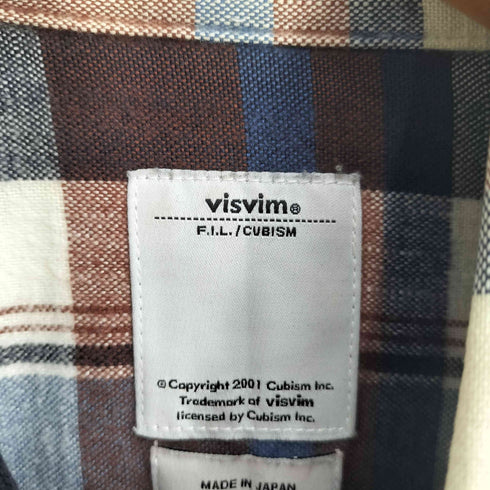 visvim®
F.I.L./CUBISM
© Copyright 2001 Cubism Inc.
Trademark of visvim
licensed by Cubism Inc.
MADE IN JAPAN